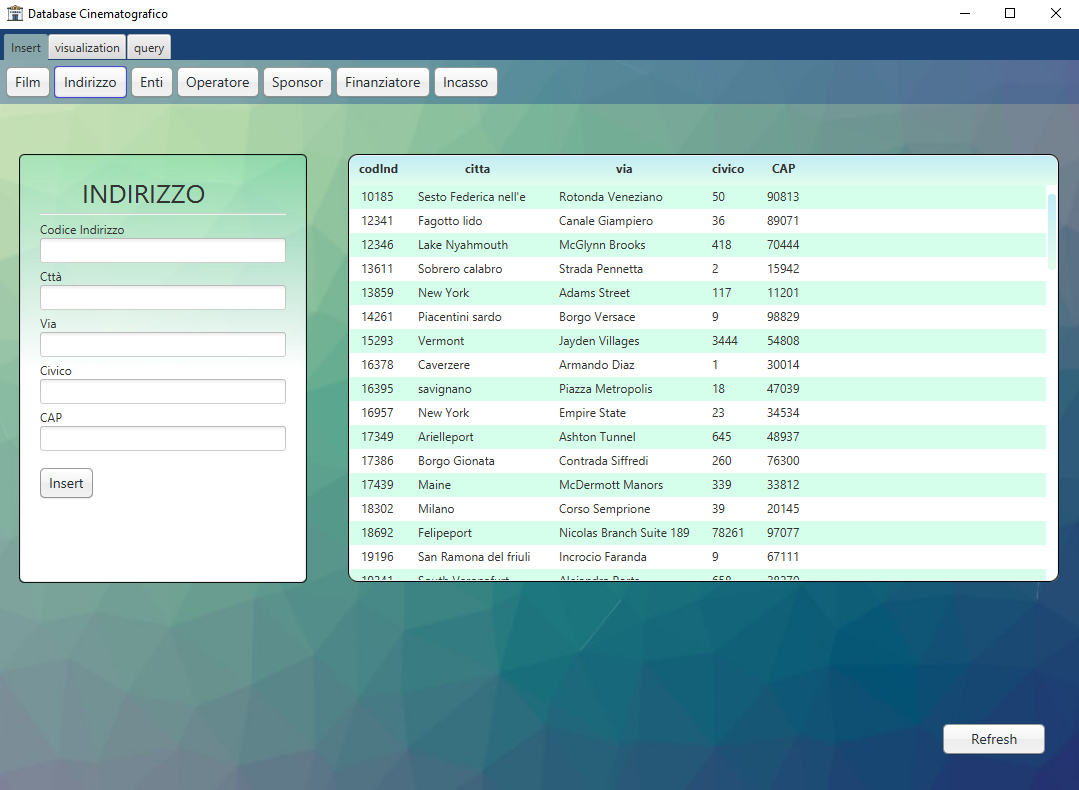 Database Cinematografico
Insert visualization query
Film Indirizzo Enti Operatore Sponsor Finanziatore Incasso
INDIRIZZO
Codice Indirizzo
Cttà
Via
Civico
CAP
Insert
codInd citta via civico CAP
10185 Sesto Federica nell'e Rotonda Veneziano 50 90813
12341 Fagotto lido Canale Giampiero 36 89071
12346 Lake Nyahmouth McGlynn Brooks 418 70444
13611 Sobrero calabro Strada Pennetta 2 15942
13859 New York Adams Street 117 11201
14261 Piacentini sardo Borgo Versace 9 98829
15293 Vermont Jayden Villages 3444 54808
16378 Caverzere Armando Diaz 1 30014
16395 savignano Piazza Metropolis 18 47039
16957 New York Empire State 23 34534
17349 Arielleport Ashton Tunnel 645 48937
17386 Borgo Gionata Contrada Siffredi 260 76300
17439 Maine McDermott Manors 339 33812
18302 Milano Corso Semprione 39 20145
18692 Felipeport Nicolas Branch Suite 189 78261 97077
19196 San Ramona del friuli Incrocio Faranda 9 67111
Refresh